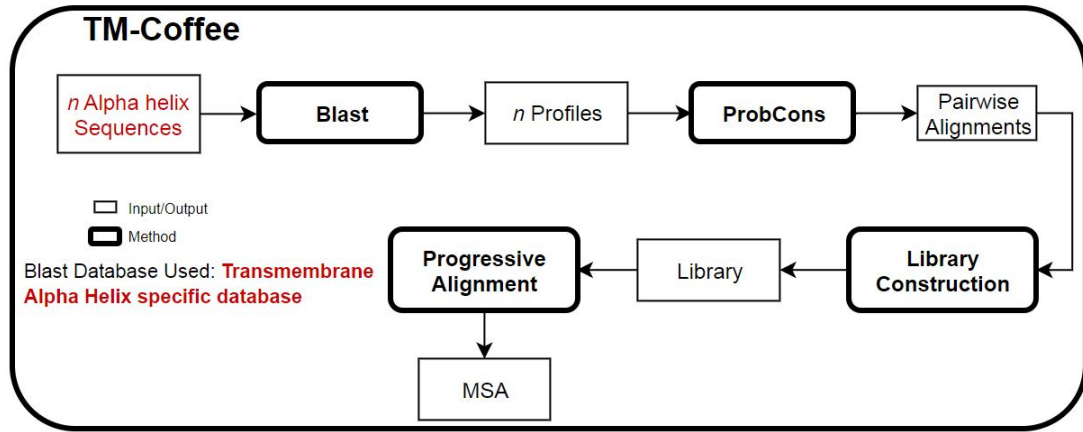 TM-Coffee
n Alpha helix
Sequences
Blast
n Profiles
ProbCons
Pairwise
Alignments
Input/Output
Method
Blast Database Used: Transmembrane
Alpha Helix specific database
Progressive
Alignment
Library
Library
Construction
MSA